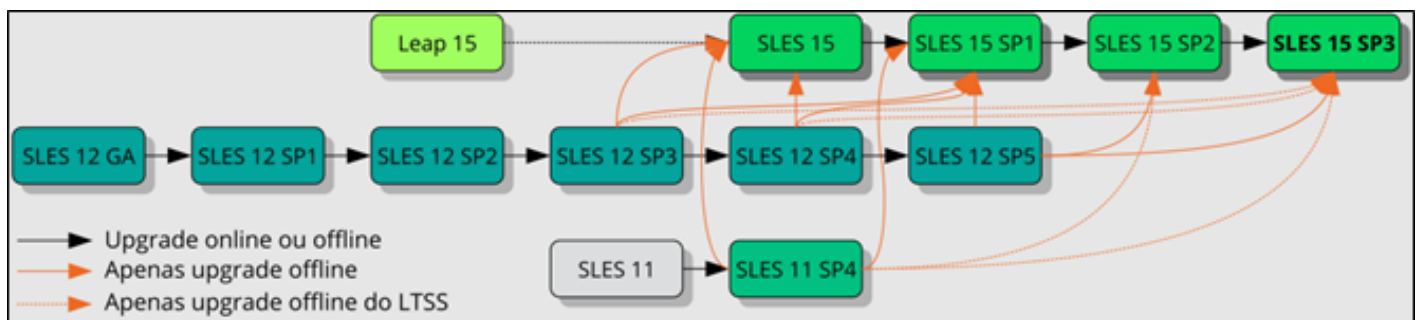 Leap 15
SLES 15
SLES 15 SP1
SLES 15 SP2
SLES 15 SP3
SLES 12 GA
SLES 12 SP1
SLES 12 SP2
SLES 12 SP3
SLES 12 SP4
SLES 12 SP5
Upgrade online ou offline
Apenas upgrade offline
Apenas upgrade offline do LTSS
SLES 11
SLES 11 SP4